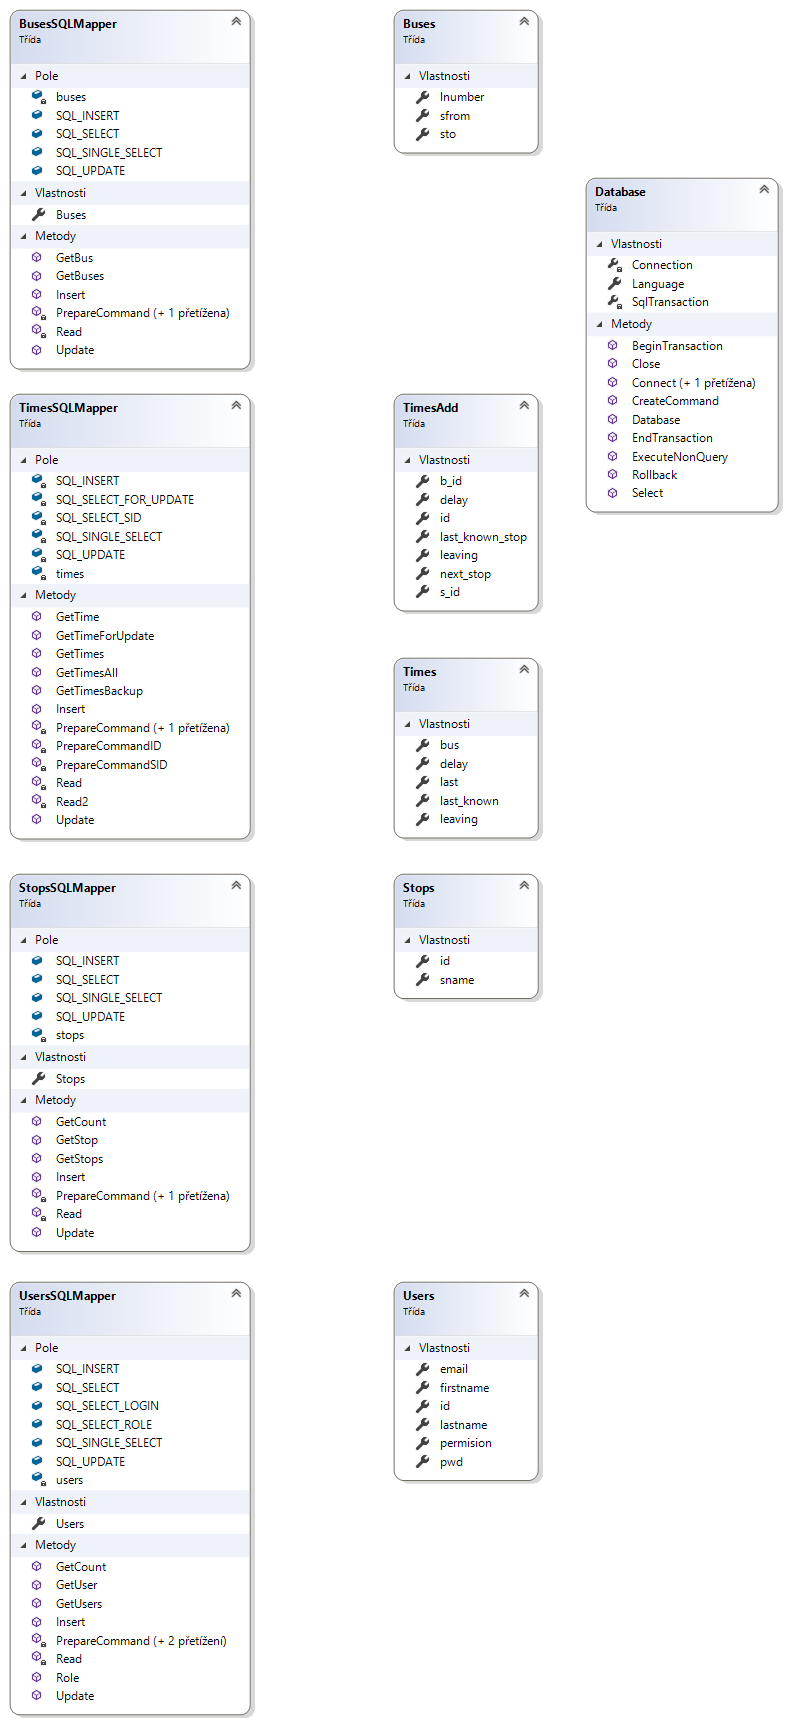 BusesSQLMapper
Třída
Pole
buses
SQL_INSERT
SQL_SELECT
SQL_SINGLE_SELECT
SQL_UPDATE
Vlastnosti
Buses
Metody
GetBus
GetBuses
Insert
PrepareCommand (+ 1 přetížena)
Read
Update
Buses
Třída
Vlastnosti
lnumber
sfrom
sto
Database
Třída
Vlastnosti
Connection
Language
SqlTransaction
Metody
BeginTransaction
Close
Connect (+ 1 přetížena)
CreateCommand
Database
EndTransaction
ExecuteNonQuery
Rollback
Select
TimesSQLMapper
Třída
Pole
SQL_INSERT
SQL_SELECT_FOR_UPDATE
SQL_SELECT_SID
SQL_SINGLE_SELECT
SQL_UPDATE
times
Metody
GetTime
GetTimeForUpdate
GetTimes
GetTimesAll
GetTimesBackup
Insert
PrepareCommand (+ 1 přetížena)
PrepareCommandID
PrepareCommandSID
Read
Read2
Update
TimesAdd
Třída
Vlastnosti
b_id
delay
id
last_known_stop
leaving
next_stop
s_id
Times
Třída
Vlastnosti
bus
delay
last
last_known
leaving
StopsSQLMapper
Třída
Pole
SQL_INSERT
SQL_SELECT
SQL_SINGLE_SELECT
SQL_UPDATE
stops
Vlastnosti
Stops
Metody
GetCount
GetStop
GetStops
Insert
PrepareCommand (+ 1 přetížena)
Read
Update
Stops
Třída
Vlastnosti
id
sname
UsersSQLMapper
Třída
Pole
SQL_INSERT
SQL_SELECT
SQL_SELECT_LOGIN
SQL_SELECT_ROLE
SQL_SINGLE_SELECT
SQL_UPDATE
users
Vlastnosti
Users
Metody
GetCount
GetUser
GetUsers
Insert
PrepareCommand (+ 2 přetížení)
Read
Role
Update
Users
Třída
Vlastnosti
email
firstname
id
lastname
permision
pwd